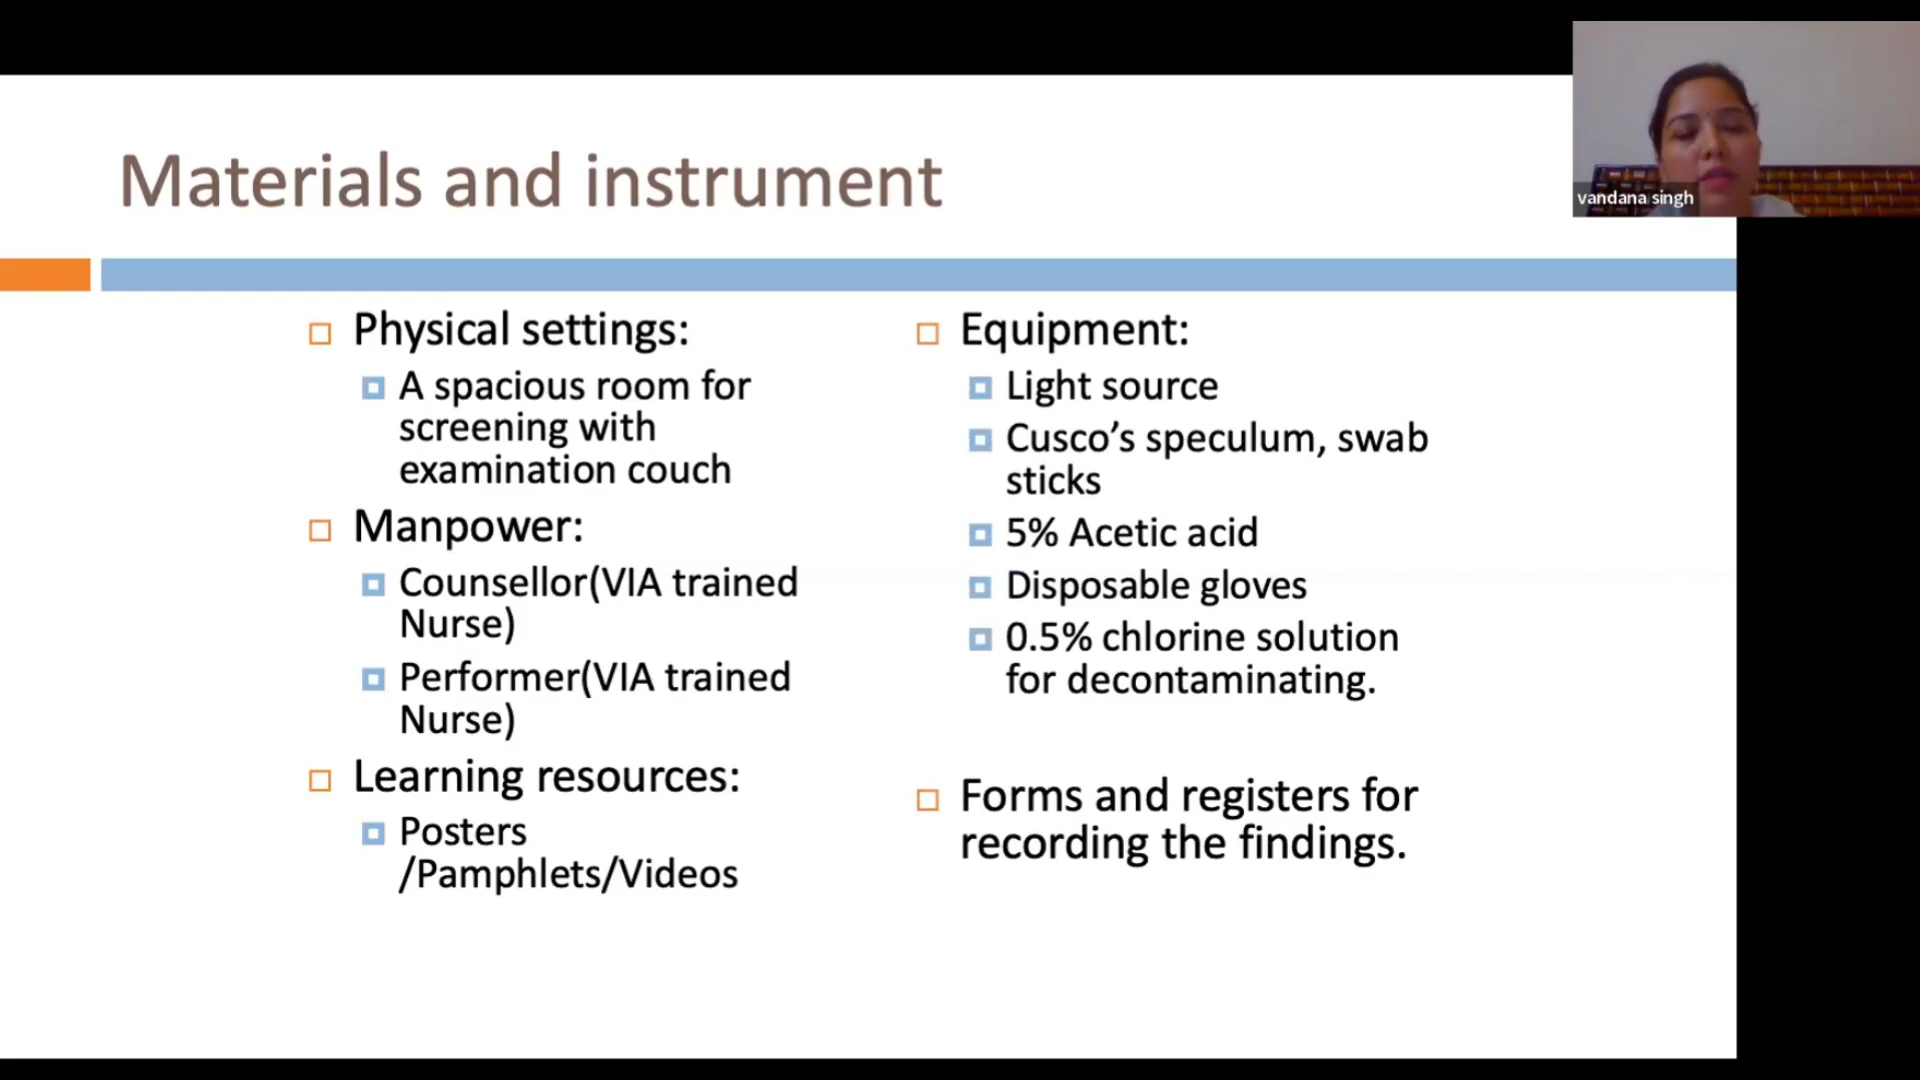 Materials and instrument
vandana singh
Physical settings:
A spacious room for
screening with
examination couch
Manpower:
Counsellor(VIA trained
Nurse)
Performer(VIA trained
Nurse)
Learning resources:
Posters
/Pamphlets/Videos
Equipment:
Light source
Cusco’s speculum, swab
sticks
5% Acetic acid
Disposable gloves
0.5% chlorine solution
for decontaminating.
Forms and registers for
recording the findings.